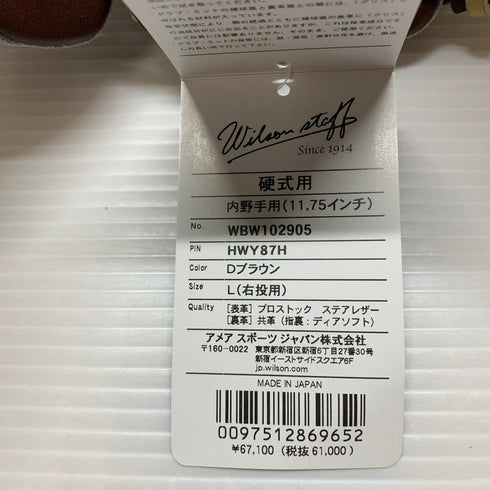 Wilson staff
Since 1914
硬式用
内野手用(11.75インチ)
No. WBW102905
PIN HWY87H
Color Dブラウン
Size L(右投用)
Quality [表革] プロストック ステアレザー
[裏革] 共革 (指裏:ディアソフト)
アメア スポーツ ジャパン株式会社
〒160-0022 東京都新宿区新宿6丁目27番30号
新宿イーストサイドスクエア6F
jp.wilson.com
MADE IN JAPAN
0097512869652
¥67,100 (税抜 61,000)